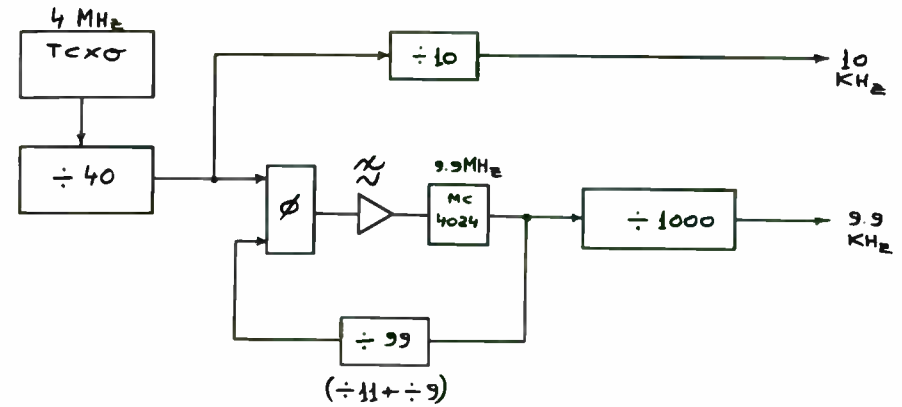 4 MHz
TCXO
÷10
10
KHz
÷ 40
ø
9.9MHz
MC
4024
÷ 1000
9.9
KHz
÷ 99
(÷11+÷9)